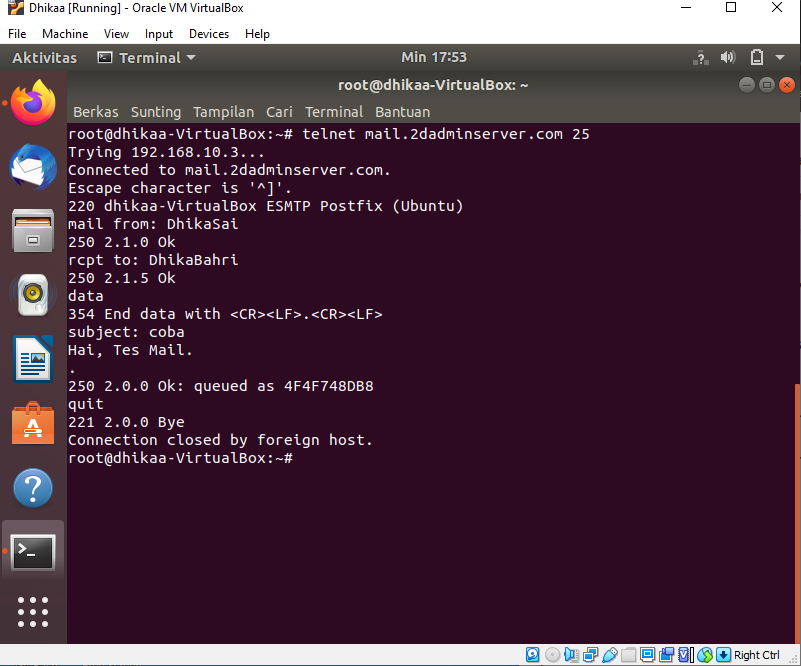 Dhikaa [Running] - Oracle VM VirtualBox
File Machine View Input Devices Help
Aktivitas Terminal Min 17:53
root@dhikaa-VirtualBox: ~
Berkas Sunting Tampilan Cari Terminal Bantuan
root@dhikaa-VirtualBox:~# telnet mail.2dadminserver.com 25
Trying 192.168.10.3...
Connected to mail.2dadminserver.com.
Escape character is '^]'.
220 dhikaa-VirtualBox ESMTP Postfix (Ubuntu)
mail from: DhikaSai
250 2.1.0 Ok
rcpt to: DhikaBahri
250 2.1.5 Ok
data
354 End data with <CR><LF>.<CR><LF>
subject: coba
Hai, Tes Mail.
.
250 2.0.0 Ok: queued as 4F4F748DB8
quit
221 2.0.0 Bye
Connection closed by foreign host.
root@dhikaa-VirtualBox:~#
Right Ctrl